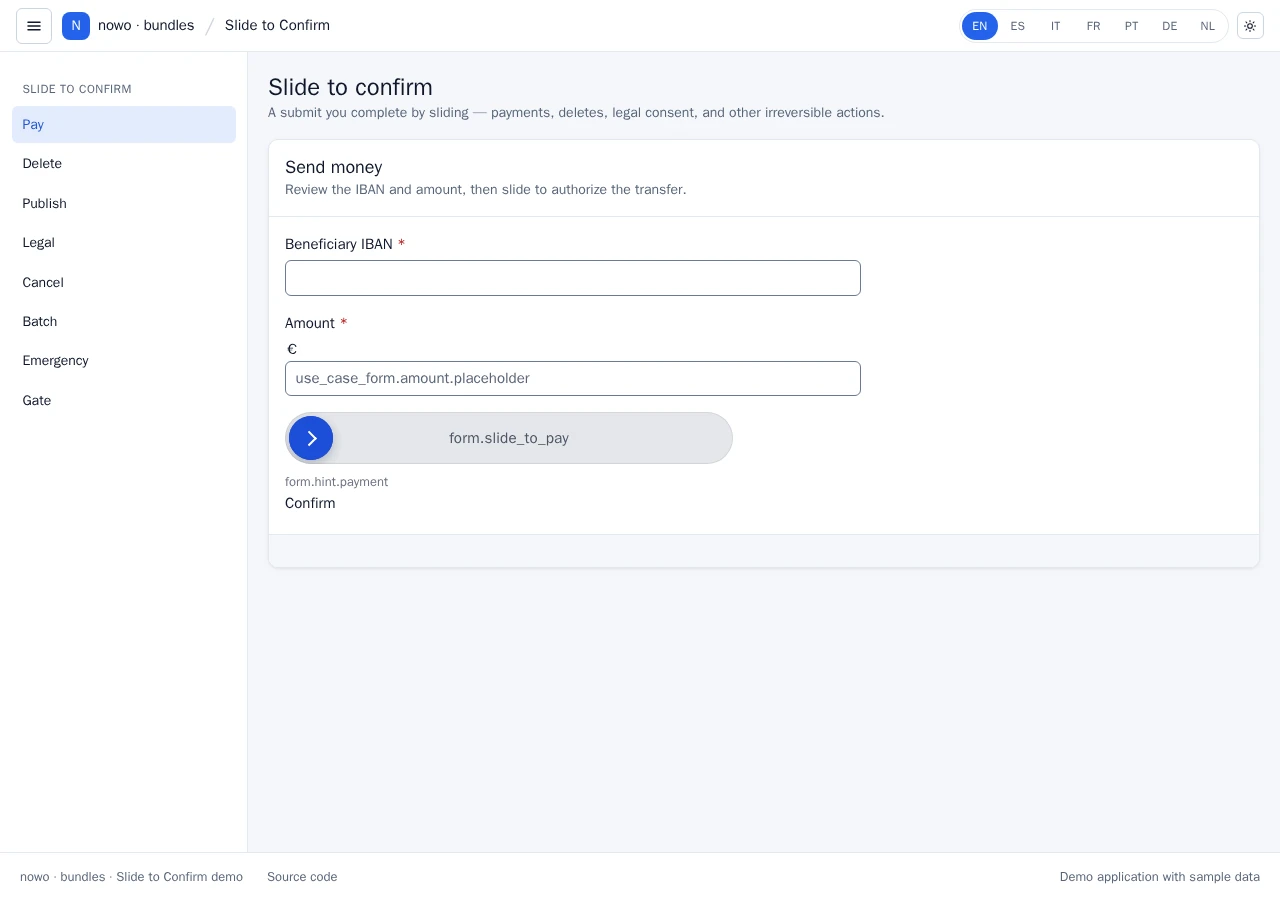 N nowo · bundles / Slide to Confirm
EN ES IT FR PT DE NL
SLIDE TO CONFIRM
Pay
Delete
Publish
Legal
Cancel
Batch
Emergency
Gate
Slide to confirm
A submit you complete by sliding — payments, deletes, legal consent, and other irreversible actions.
Send money
Review the IBAN and amount, then slide to authorize the transfer.
Beneficiary IBAN *
Amount *
€
use_case_form.amount.placeholder
form.slide_to_pay
form.hint.payment
Confirm
nowo · bundles · Slide to Confirm demo Source code Demo application with sample data